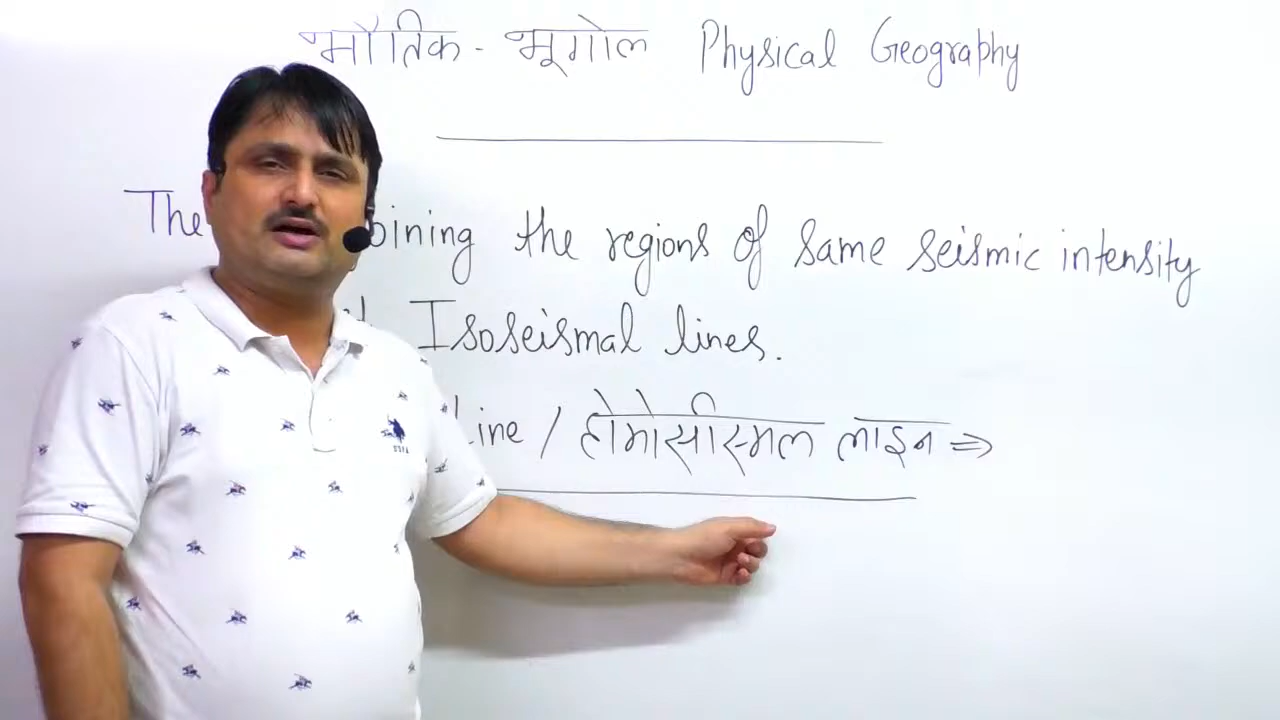 भौतिक - भूगोल Physical Geography
The joining the regions of same seismic intensity
Isoseismal lines.
Line / होमोसीस्मल लाइन ⇒